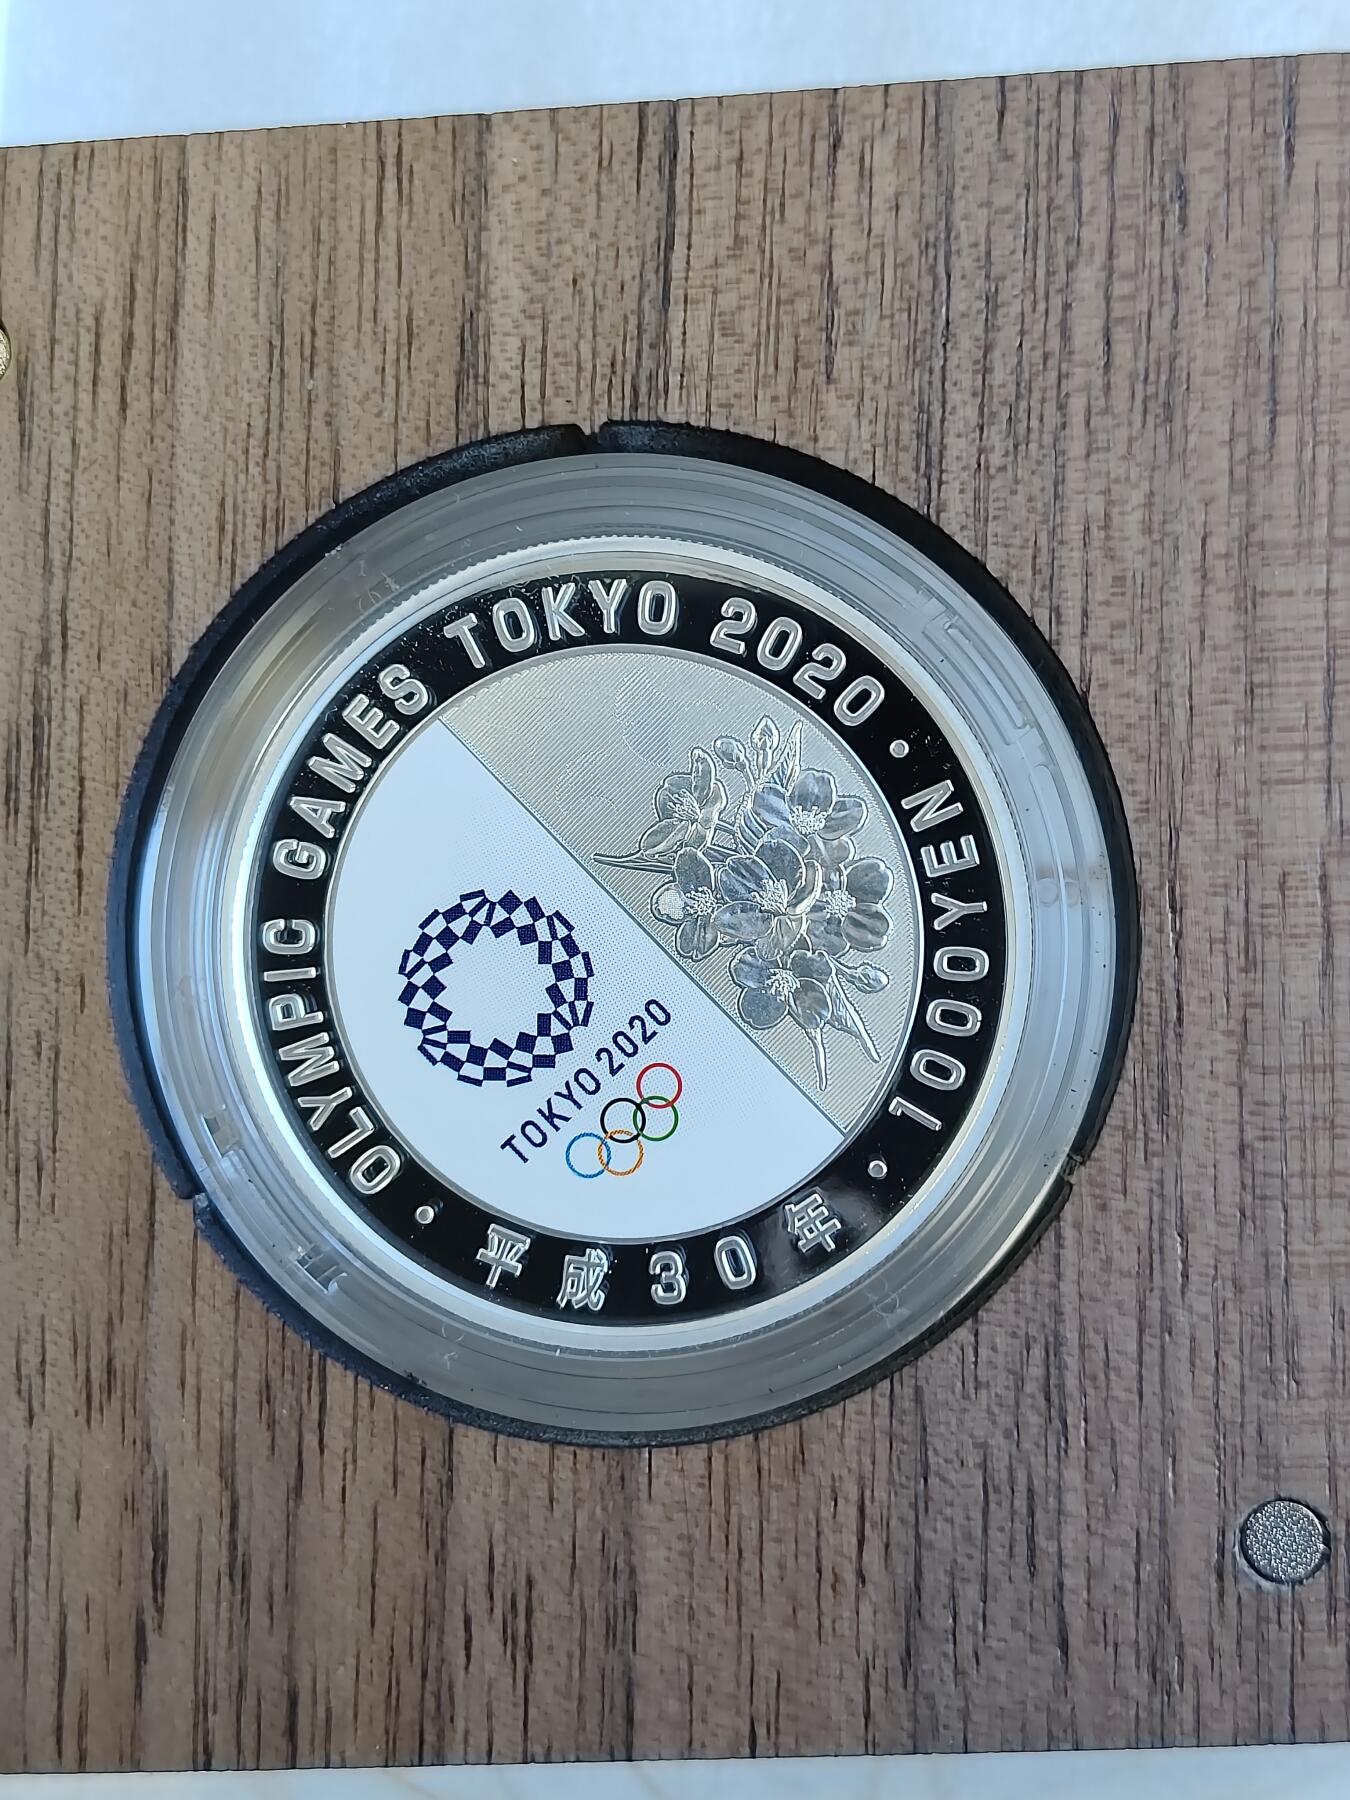 OLYMPIC GAMES TOKYO 2020 • 1000YEN • 平成30年 •
TOKYO 2020